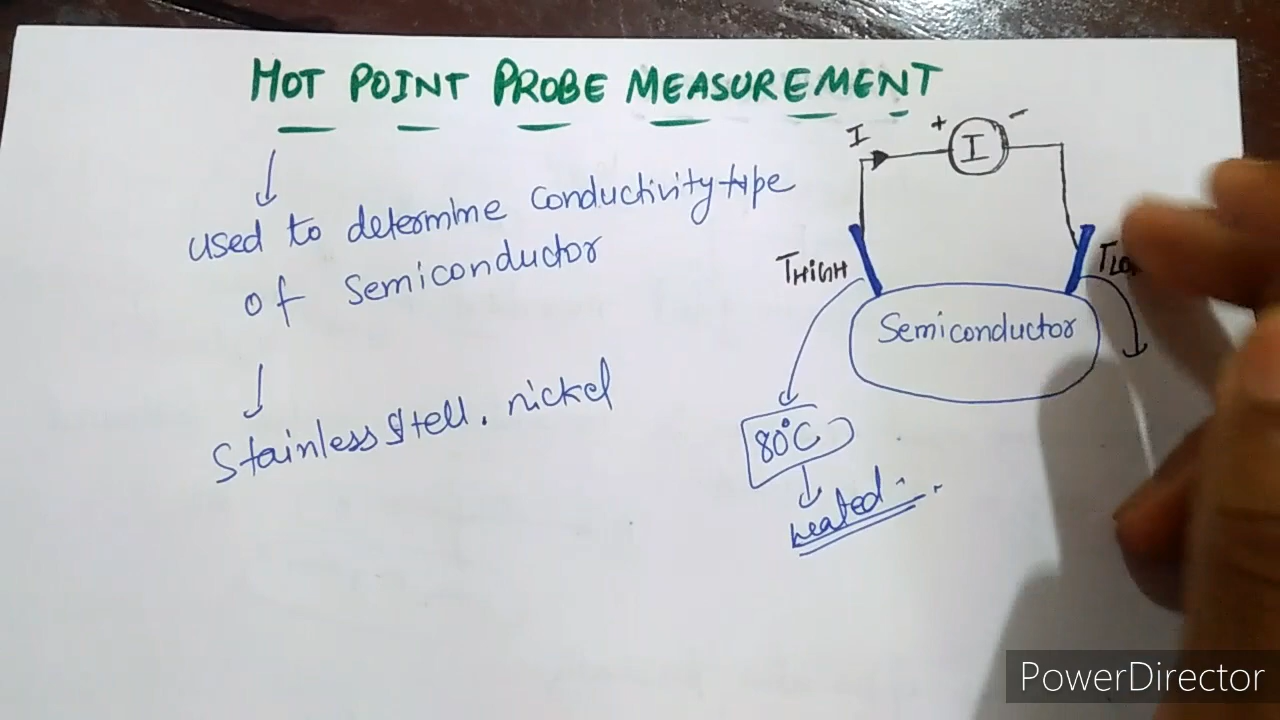 HOT POINT PROBE MEASUREMENT
used to determine conductivity type
of semiconductor
Stainless Stell. nickel
I
+
I
-
THIGH
Semiconductor
80°C
heated..
PowerDirector